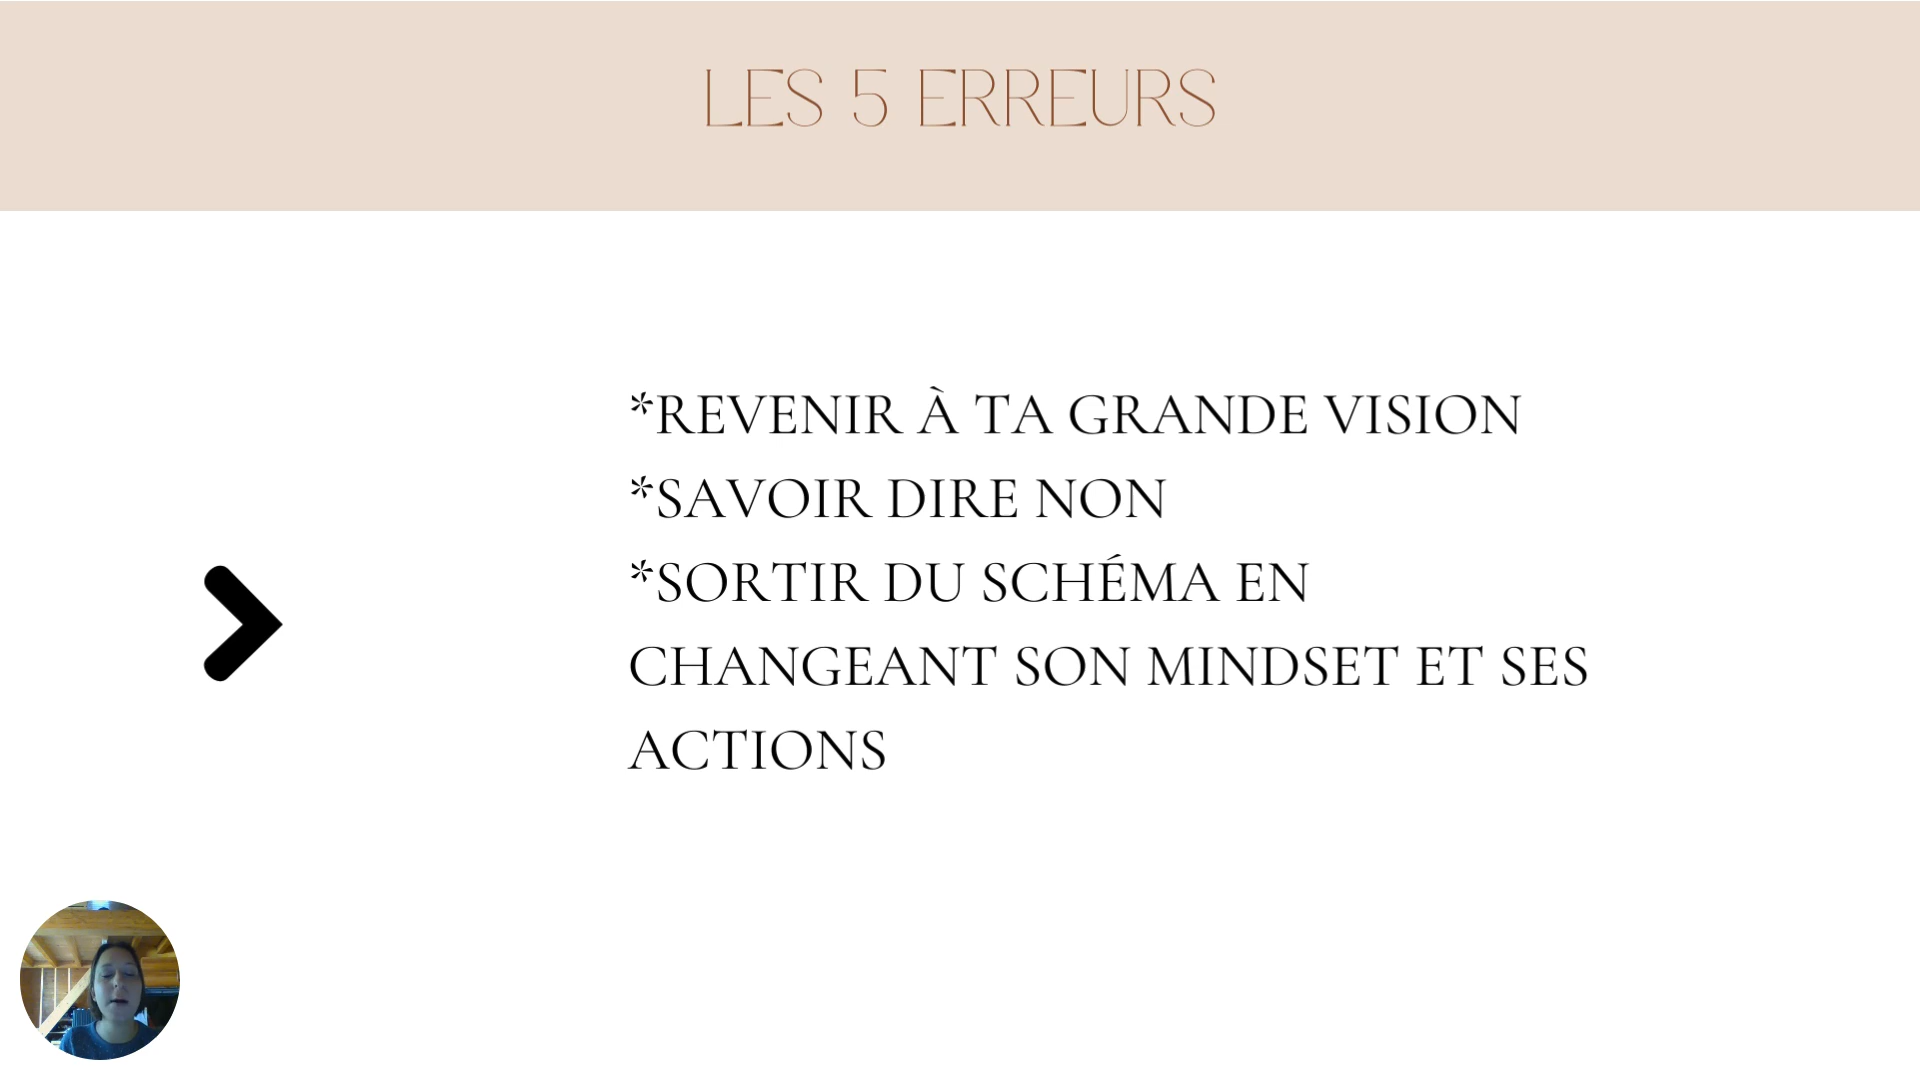 LES 5 ERREURS
*REVENIR À TA GRANDE VISION
*SAVOIR DIRE NON
*SORTIR DU SCHÉMA EN
CHANGEANT SON MINDSET ET SES
ACTIONS